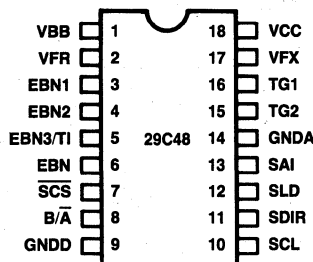 VBB 1 18 VCC
VFR 2 17 VFX
EBN1 3 16 TG1
EBN2 4 15 TG2
EBN3/TI 5 29C48 14 GNDA
EBN 6 13 SAI
S̅C̅S̅ 7 12 SLD
B/A̅ 8 11 SDIR
GNDD 9 10 SCL